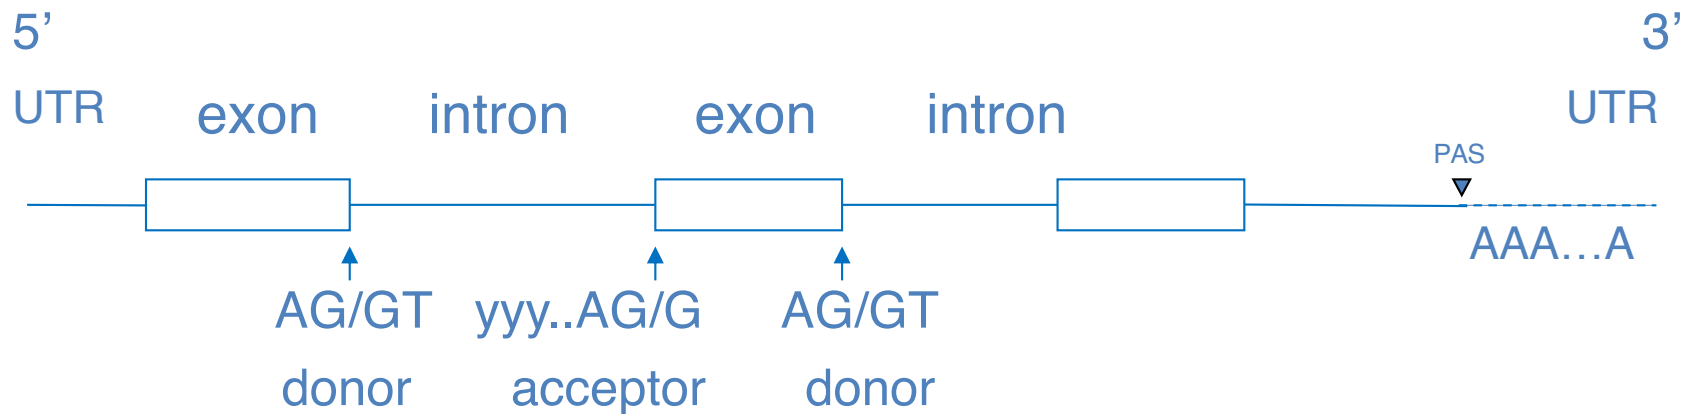 5’ 3’
UTR exon intron exon intron UTR
PAS
AAA...A
AG/GT yyy..AG/G AG/GT
donor acceptor donor